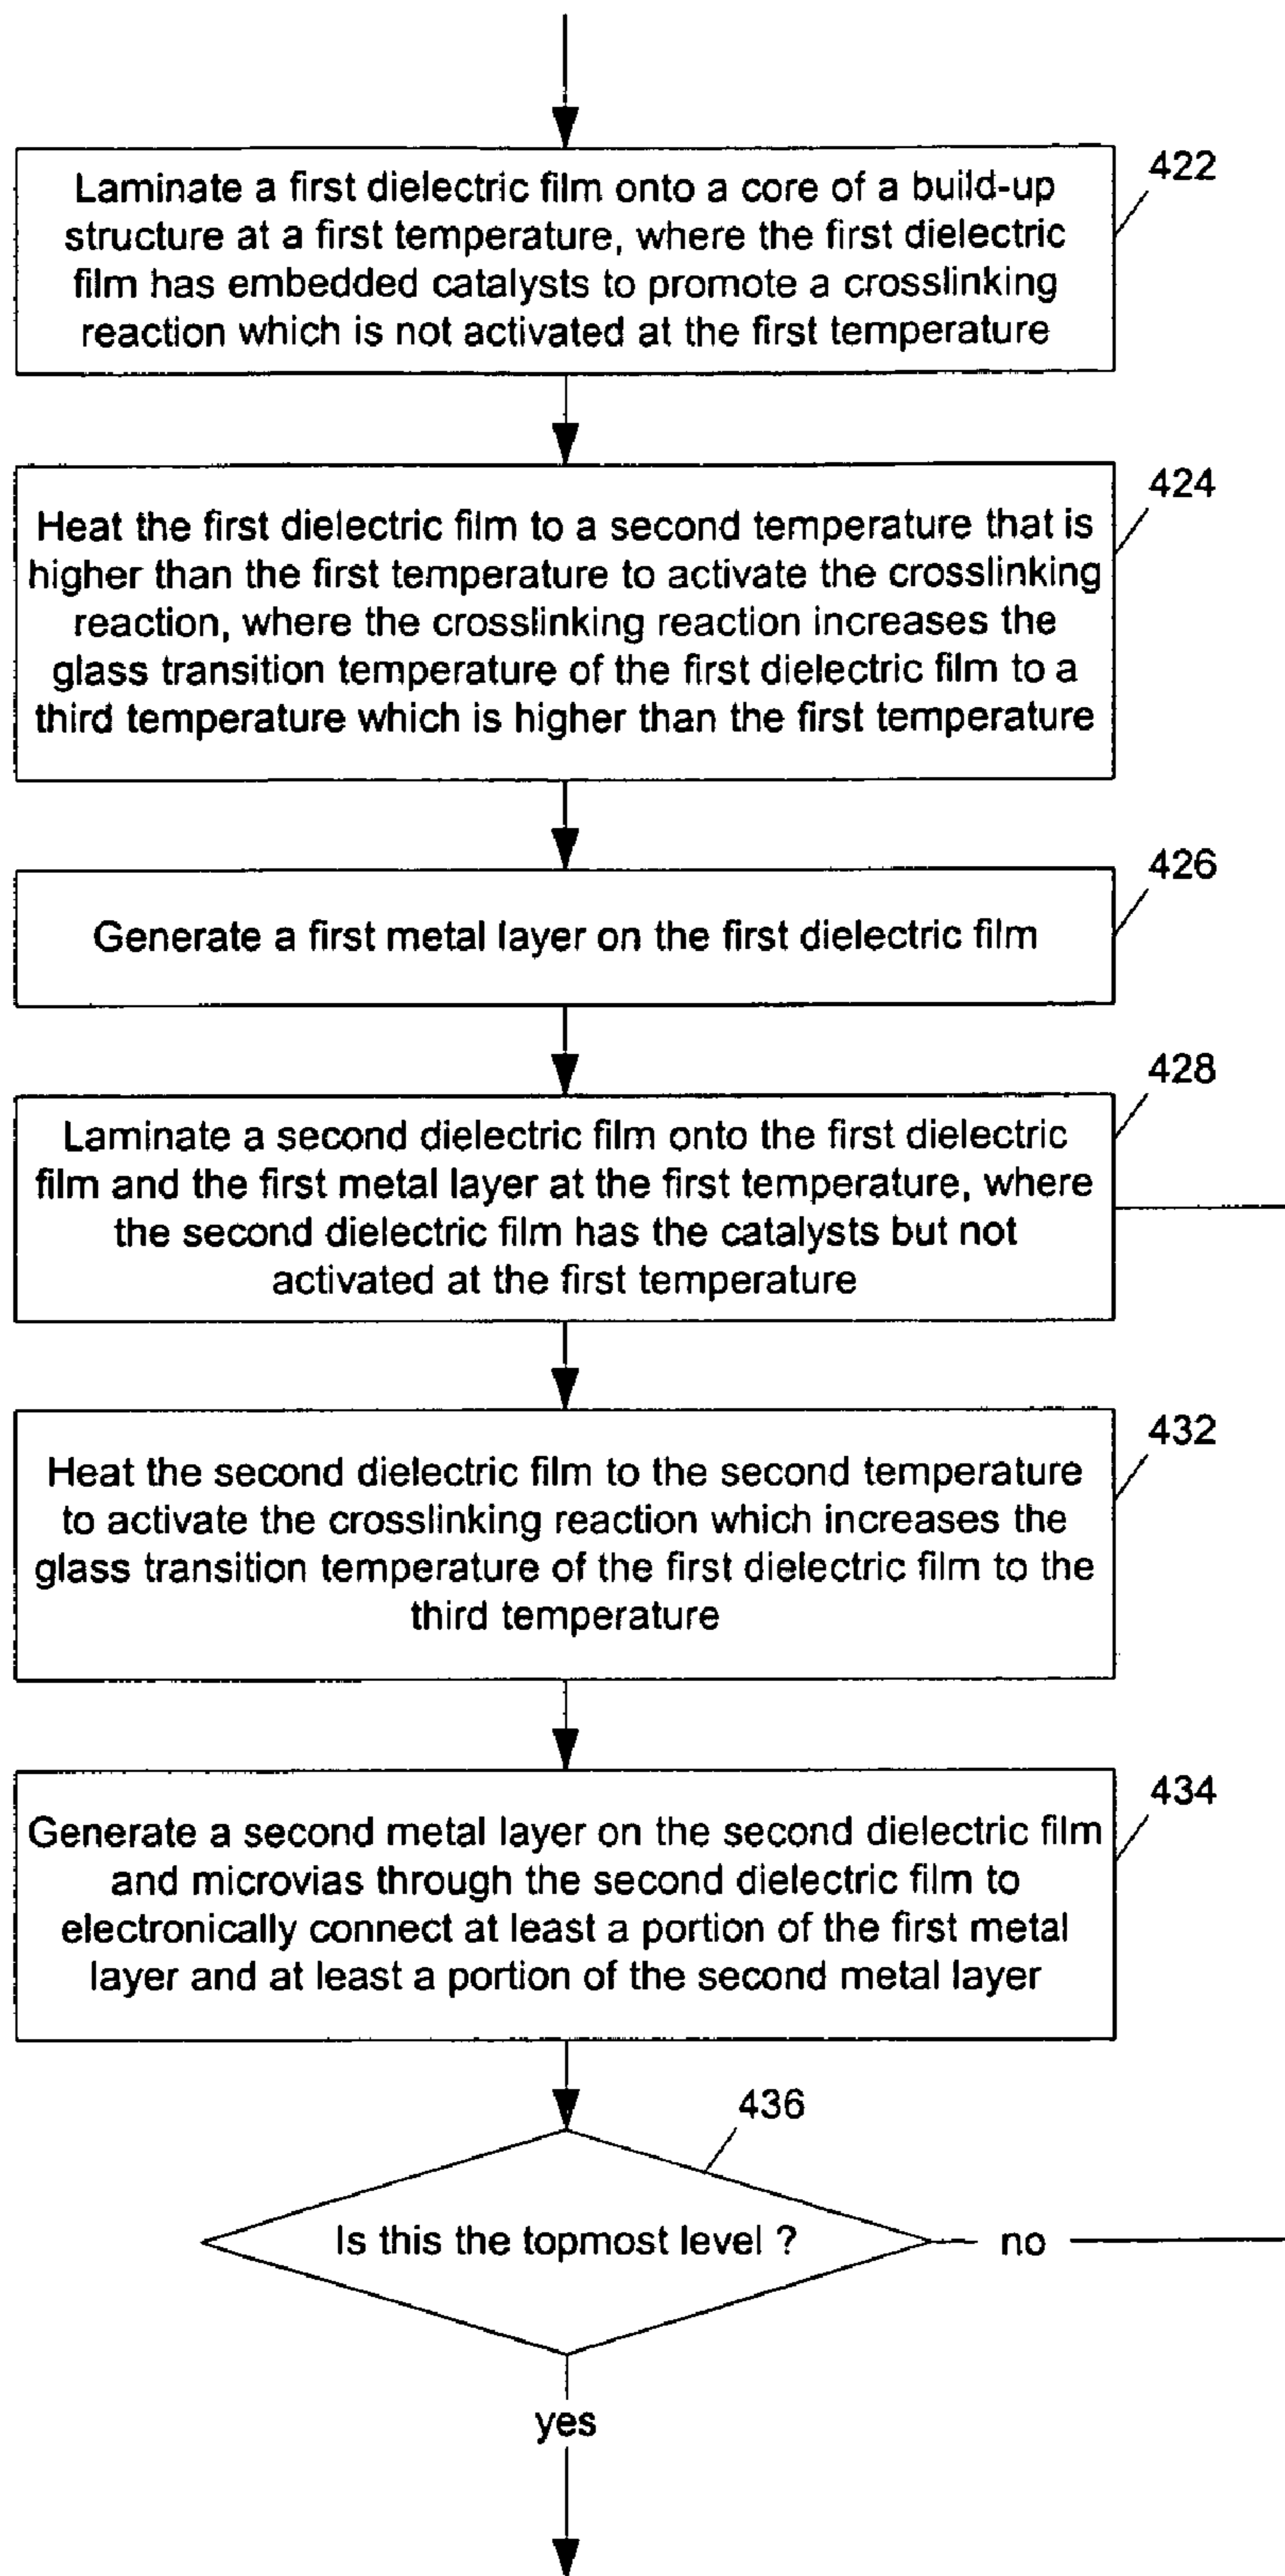 422
Laminate a first dielectric film onto a core of a build-up
structure at a first temperature, where the first dielectric
film has embedded catalysts to promote a crosslinking
reaction which is not activated at the first temperature
424
Heat the first dielectric film to a second temperature that is
higher than the first temperature to activate the crosslinking
reaction, where the crosslinking reaction increases the
glass transition temperature of the first dielectric film to a
third temperature which is higher than the first temperature
426
Generate a first metal layer on the first dielectric film
428
Laminate a second dielectric film onto the first dielectric
film and the first metal layer at the first temperature, where
the second dielectric film has the catalysts but not
activated at the first temperature
432
Heat the second dielectric film to the second temperature
to activate the crosslinking reaction which increases the
glass transition temperature of the first dielectric film to the
third temperature
434
Generate a second metal layer on the second dielectric film
and microvias through the second dielectric film to
electronically connect at least a portion of the first metal
layer and at least a portion of the second metal layer
436
Is this the topmost level ?
no
yes